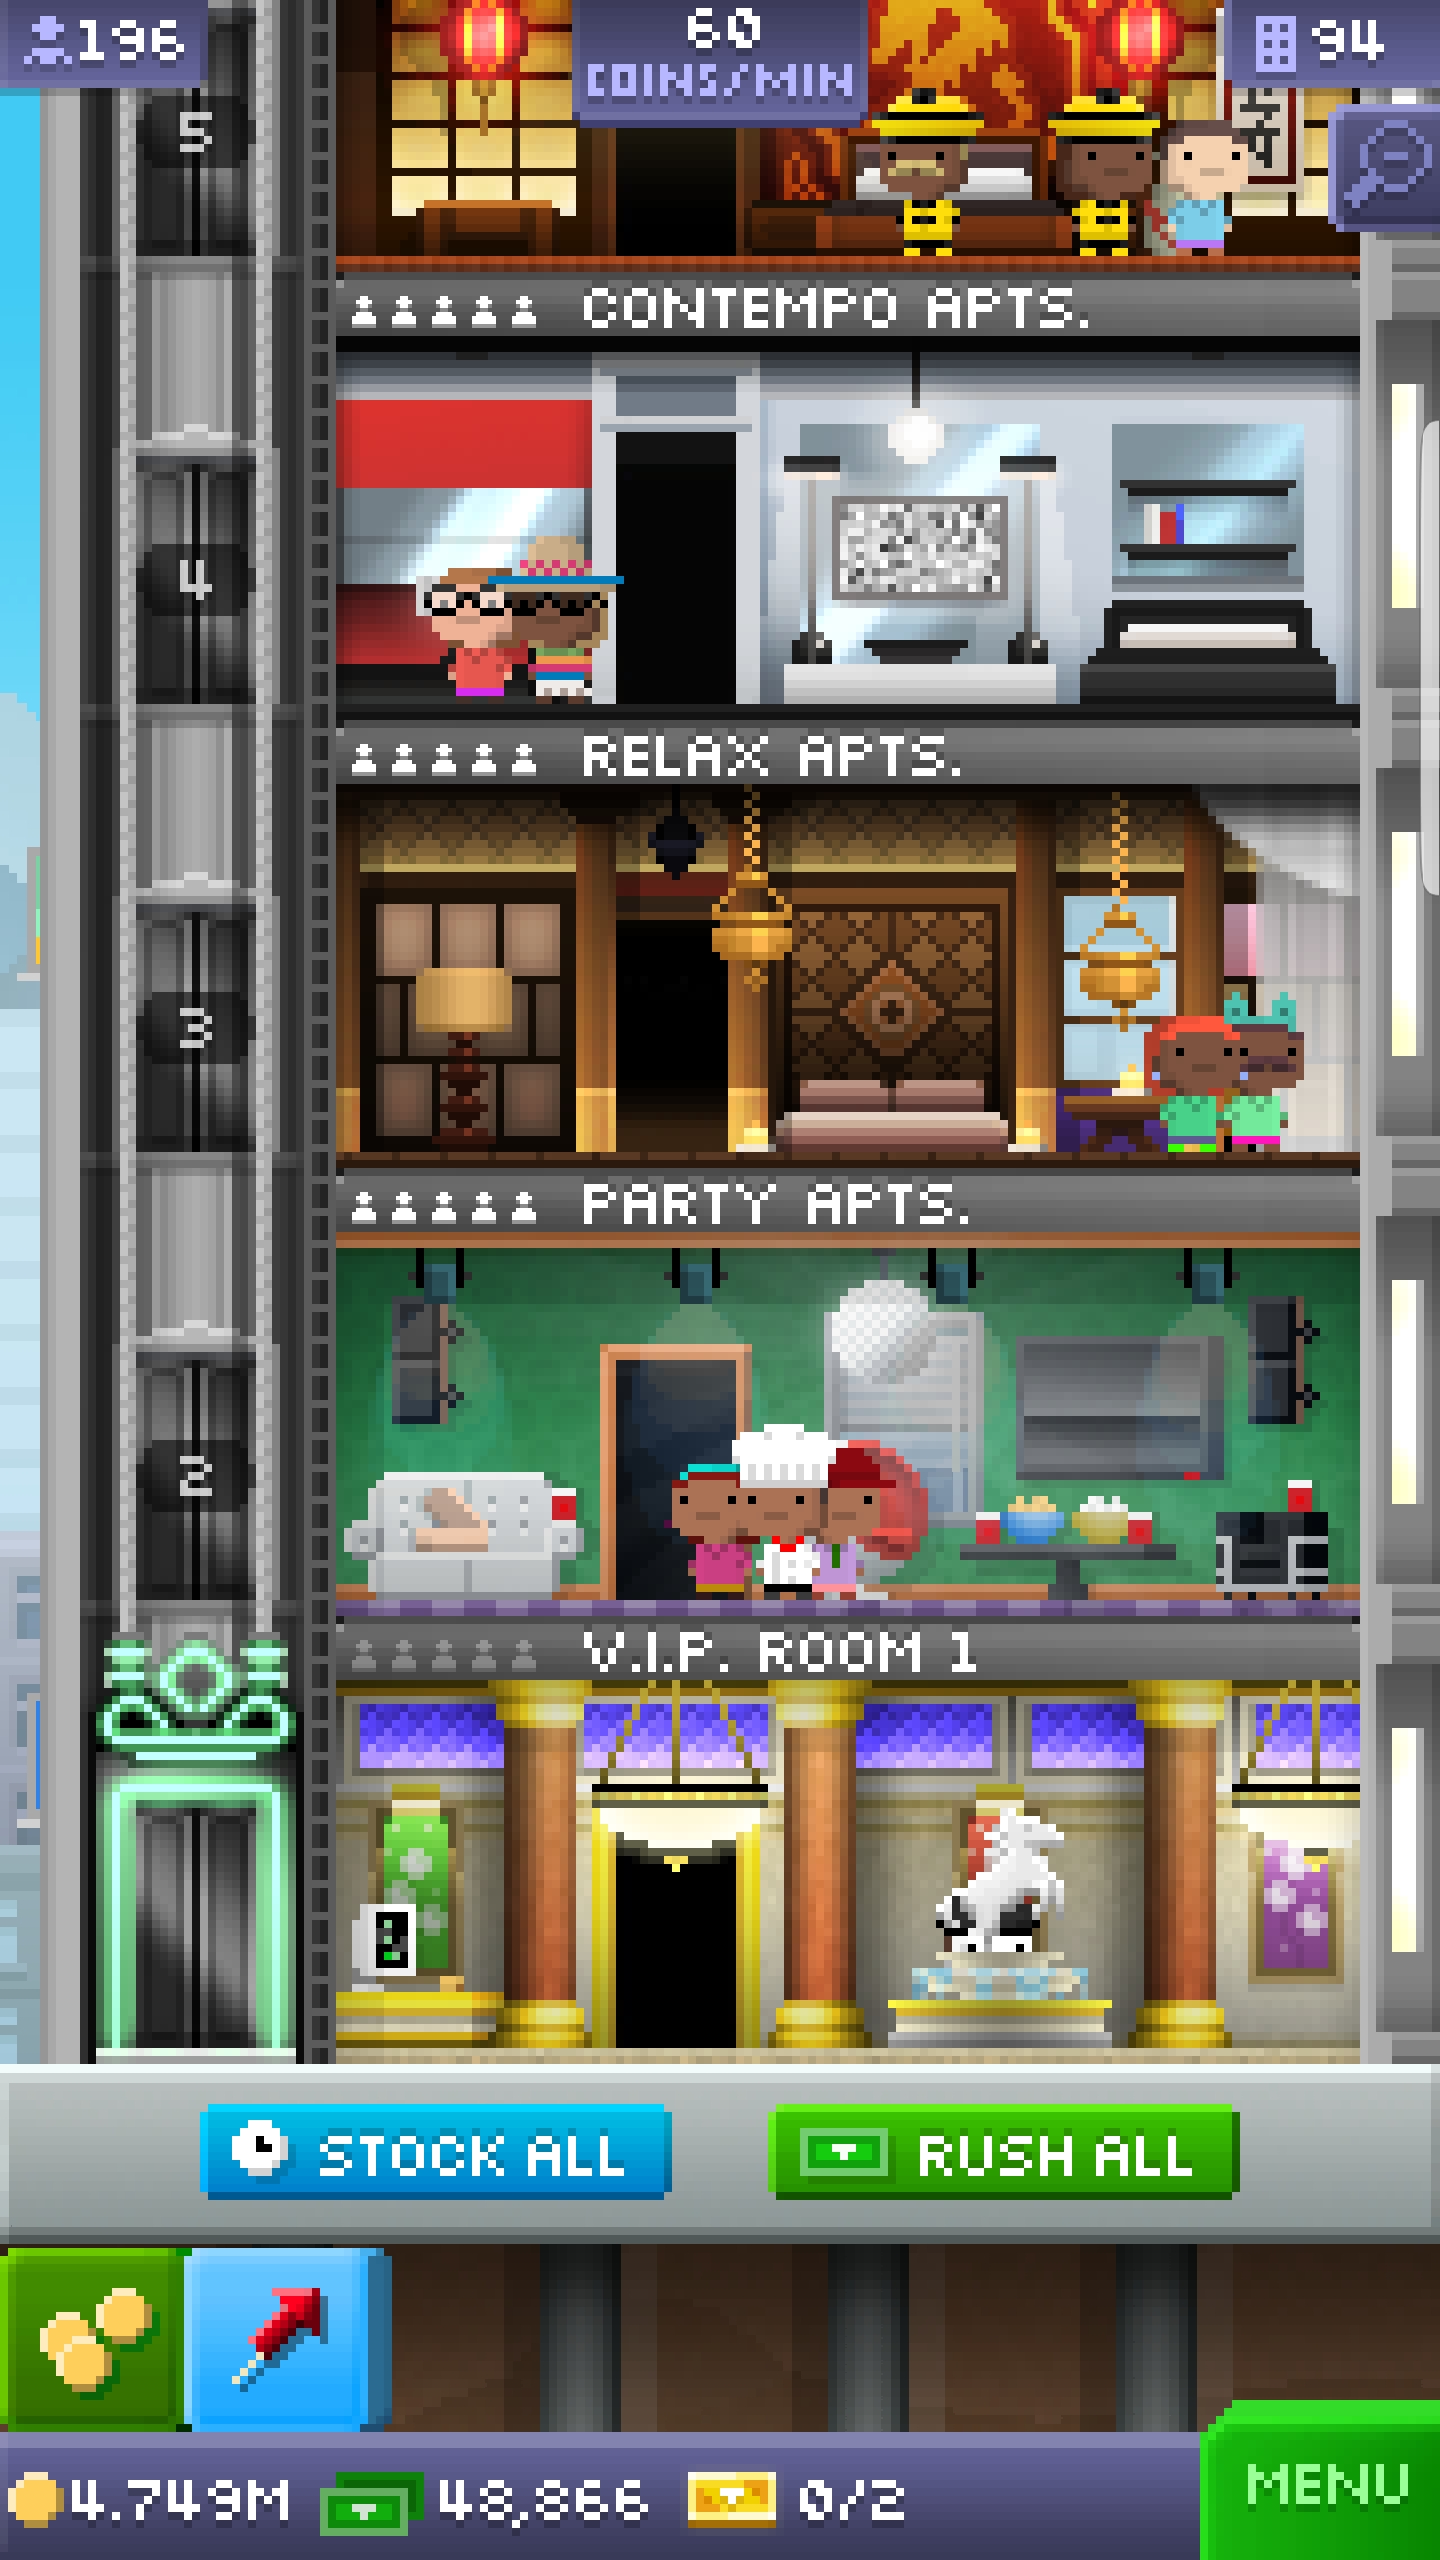 196
60
COINS/MIN
94
5
CONTEMPO APTS.
4
RELAX APTS.
3
PARTY APTS.
2
V.I.P. ROOM 1
STOCK ALL
RUSH ALL
4.749M
48,866
0/2
MENU